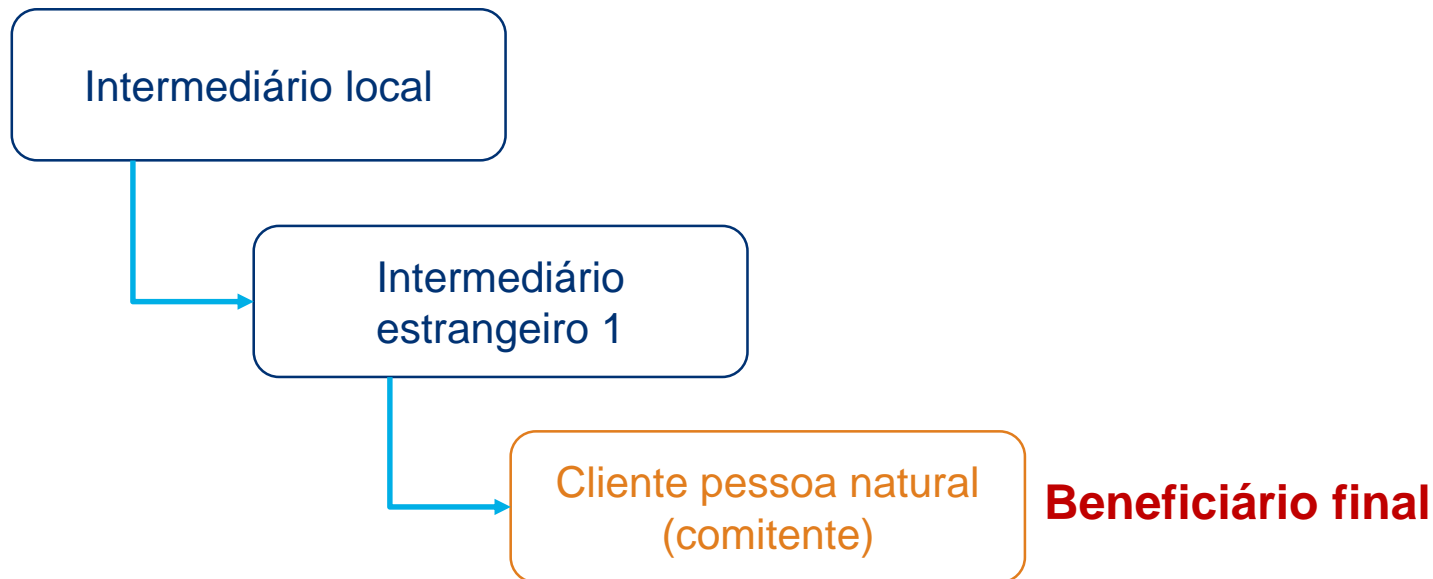 Intermediário local
Intermediário
estrangeiro 1
Cliente pessoa natural
(comitente)
Beneficiário final